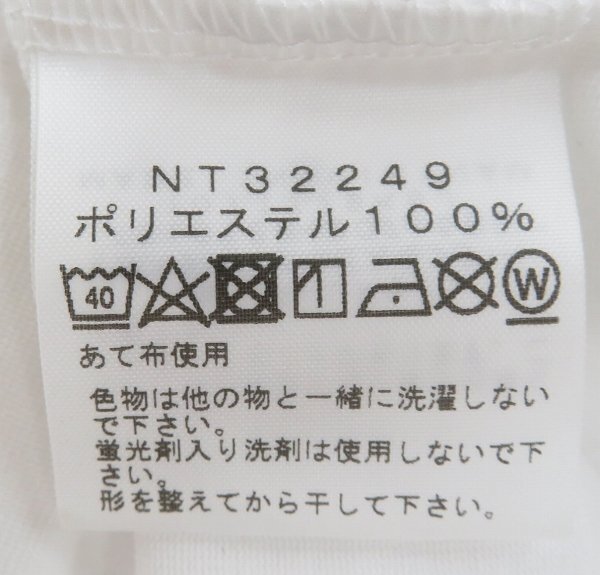 NT32249
ポリエステル100%
40 W
あて布使用
色物は他の物と一緒に洗濯しない
で下さい。
蛍光剤入り洗剤は使用しないで下
さい。
形を整えてから干して下さい。